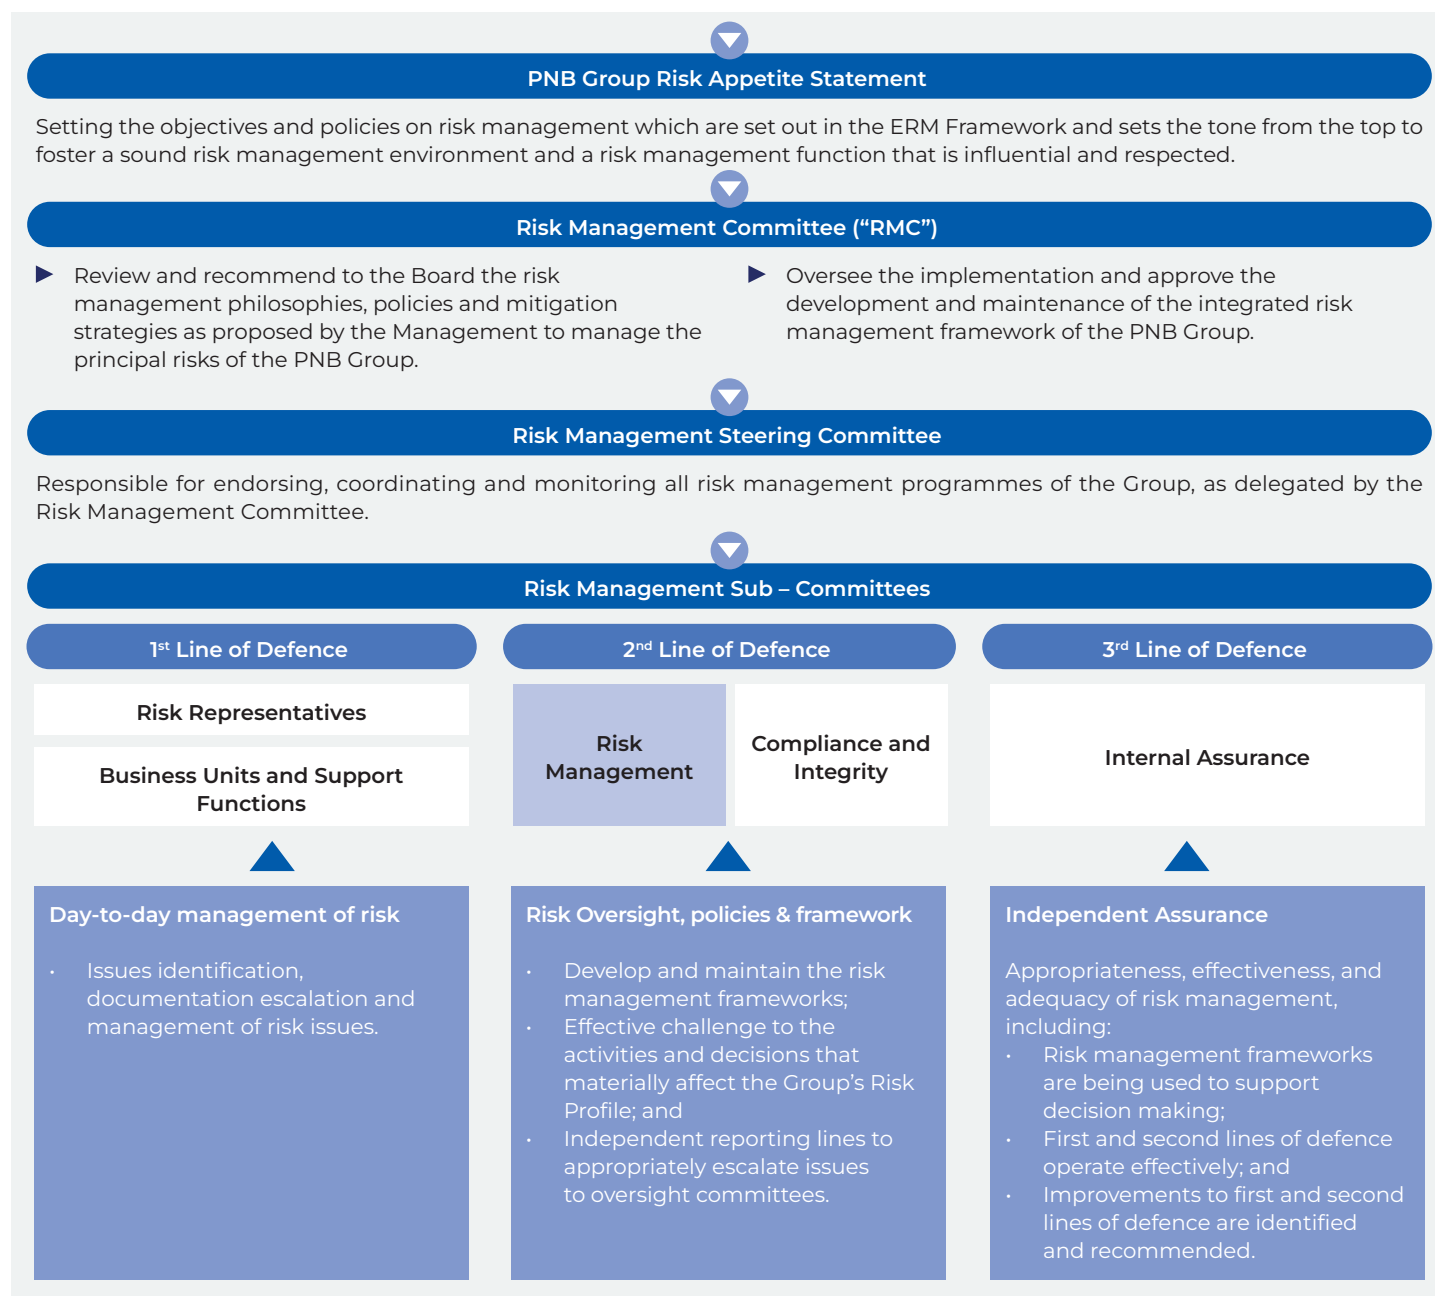 PNB Group Risk Appetite Statement
Setting the objectives and policies on risk management which are set out in the ERM Framework and sets the tone from the top to
foster a sound risk management environment and a risk management function that is influential and respected.
Risk Management Committee (“RMC”)
► Review and recommend to the Board the risk
management philosophies, policies and mitigation
strategies as proposed by the Management to manage the
principal risks of the PNB Group.
► Oversee the implementation and approve the
development and maintenance of the integrated risk
management framework of the PNB Group.
Risk Management Steering Committee
Responsible for endorsing, coordinating and monitoring all risk management programmes of the Group, as delegated by the
Risk Management Committee.
Risk Management Sub – Committees
1st Line of Defence
Risk Representatives
Business Units and Support
Functions
Day-to-day management of risk
• Issues identification,
documentation escalation and
management of risk issues.
2nd Line of Defence
Risk
Management
Compliance and
Integrity
Risk Oversight, policies & framework
• Develop and maintain the risk
management frameworks;
• Effective challenge to the
activities and decisions that
materially affect the Group’s Risk
Profile; and
• Independent reporting lines to
appropriately escalate issues
to oversight committees.
3rd Line of Defence
Internal Assurance
Independent Assurance
Appropriateness, effectiveness, and
adequacy of risk management,
including:
• Risk management frameworks
are being used to support
decision making;
• First and second lines of defence
operate effectively; and
• Improvements to first and second
lines of defence are identified
and recommended.